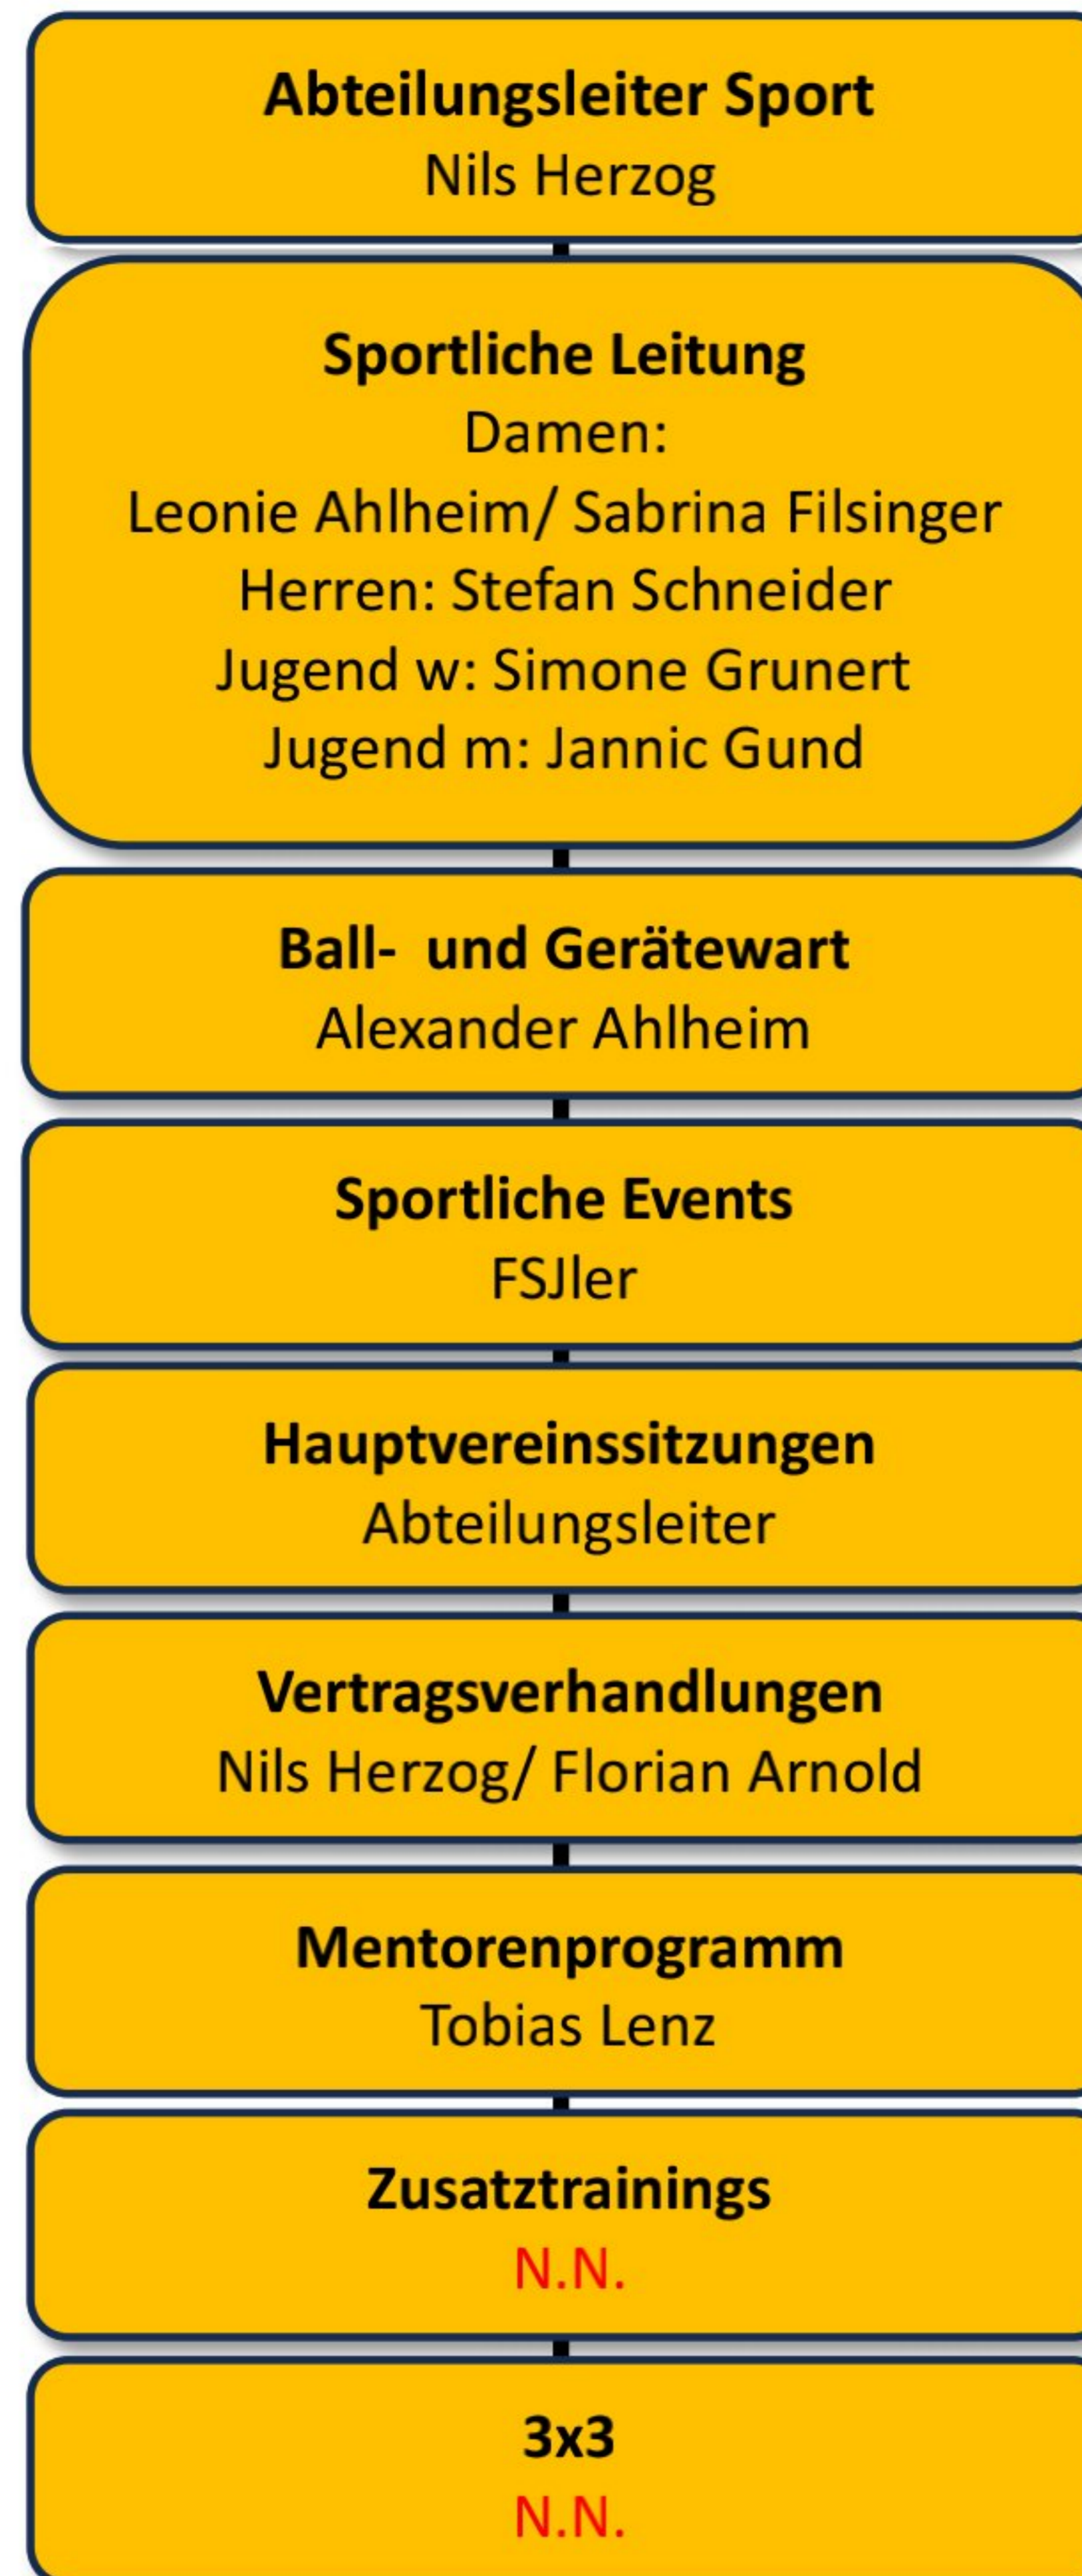 Abteilungsleiter Sport
Nils Herzog
Sportliche Leitung
Damen:
Leonie Ahlheim/ Sabrina Filsinger
Herren: Stefan Schneider
Jugend w: Simone Grunert
Jugend m: Jannic Gund
Ball-  und Gerätewart
Alexander Ahlheim
Sportliche Events
FSJler
Hauptvereinssitzungen
Abteilungsleiter
Vertragsverhandlungen
Nils Herzog/ Florian Arnold
Mentorenprogramm
Tobias Lenz
Zusatztrainings
N.N.
3x3
N.N.